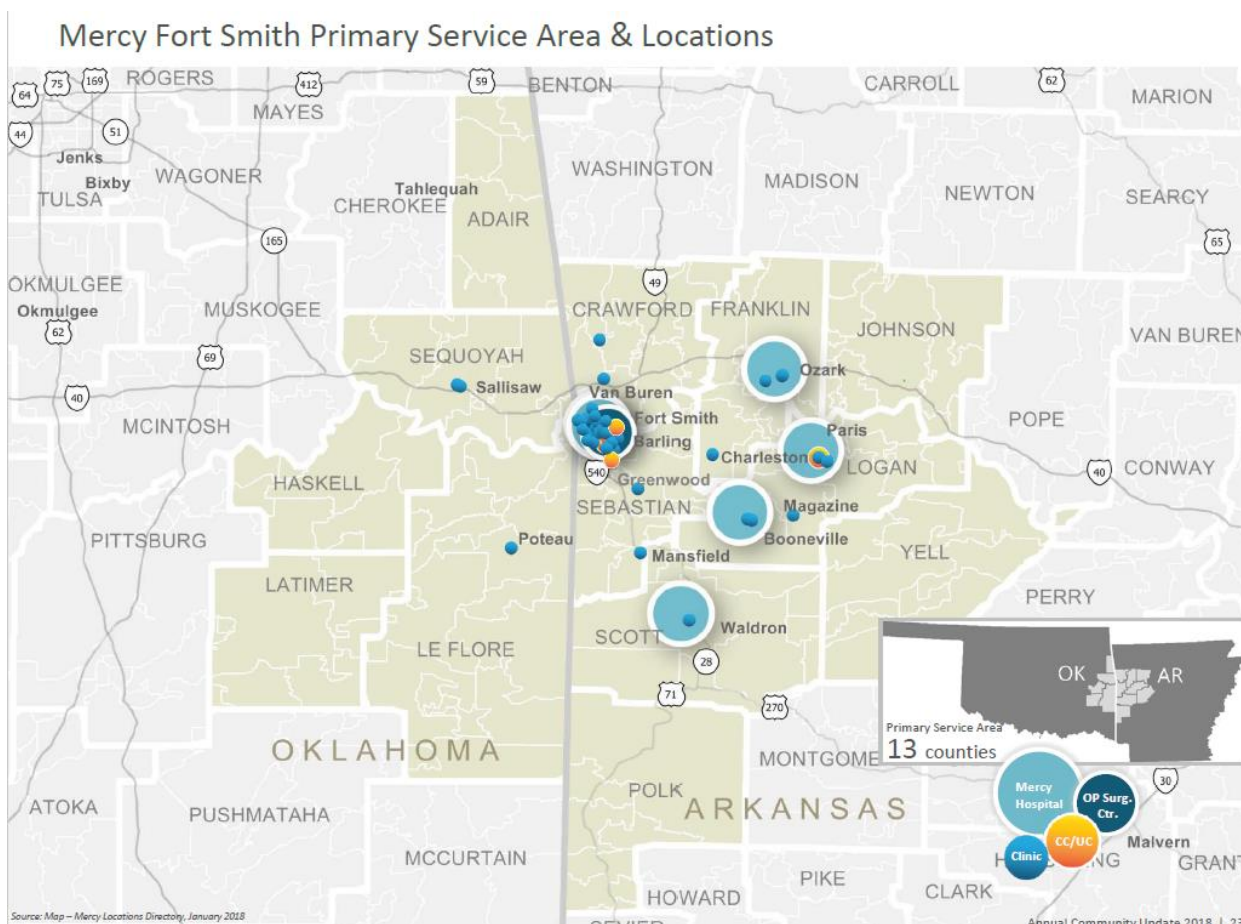 Mercy Fort Smith Primary Service Area & Locations
ROGERS
412
59
BENTON
CARROLL
62
MARION
75
169
64
MAYES
44
51
Jenks
Bixby
WAGONER
TULSA
Tahlequah
CHEROKEE
ADAIR
WASHINGTON
MADISON
NEWTON
SEARCY
165
65
OKMULGEE
Okmulgee
62
MUSKOGEE
69
49
CRAWFORD
FRANKLIN
JOHNSON
VAN BUREN
SEQUOYAH
Sallisaw
Ozark
40
MCINTOSH
Van Buren
Fort Smith
Barling
540
Greenwood
SEBASTIAN
Charleston
Paris
LOGAN
POPE
40
CONWAY
HASKELL
PITTSBURG
Poteau
Magazine
Booneville
Mansfield
YELL
LATIMER
LE FLORE
SCOTT
Waldron
28
71
270
PERRY
OK
AR
Primary Service Area
13 counties
OKLAHOMA
MONTGOME
POLK
ARKANSAS
ATOKA
PUSHMATAHA
MCCURTAIN
HOWARD
PIKE
CLARK
30
Mercy
Hospital
OP Surg.
Ctr.
CC/UC
Clinic
Malvern
H
ING
GRANT
Source: Map – Mercy Locations Directory, January 2018
SEVIER
Annual Community Update 2018 |